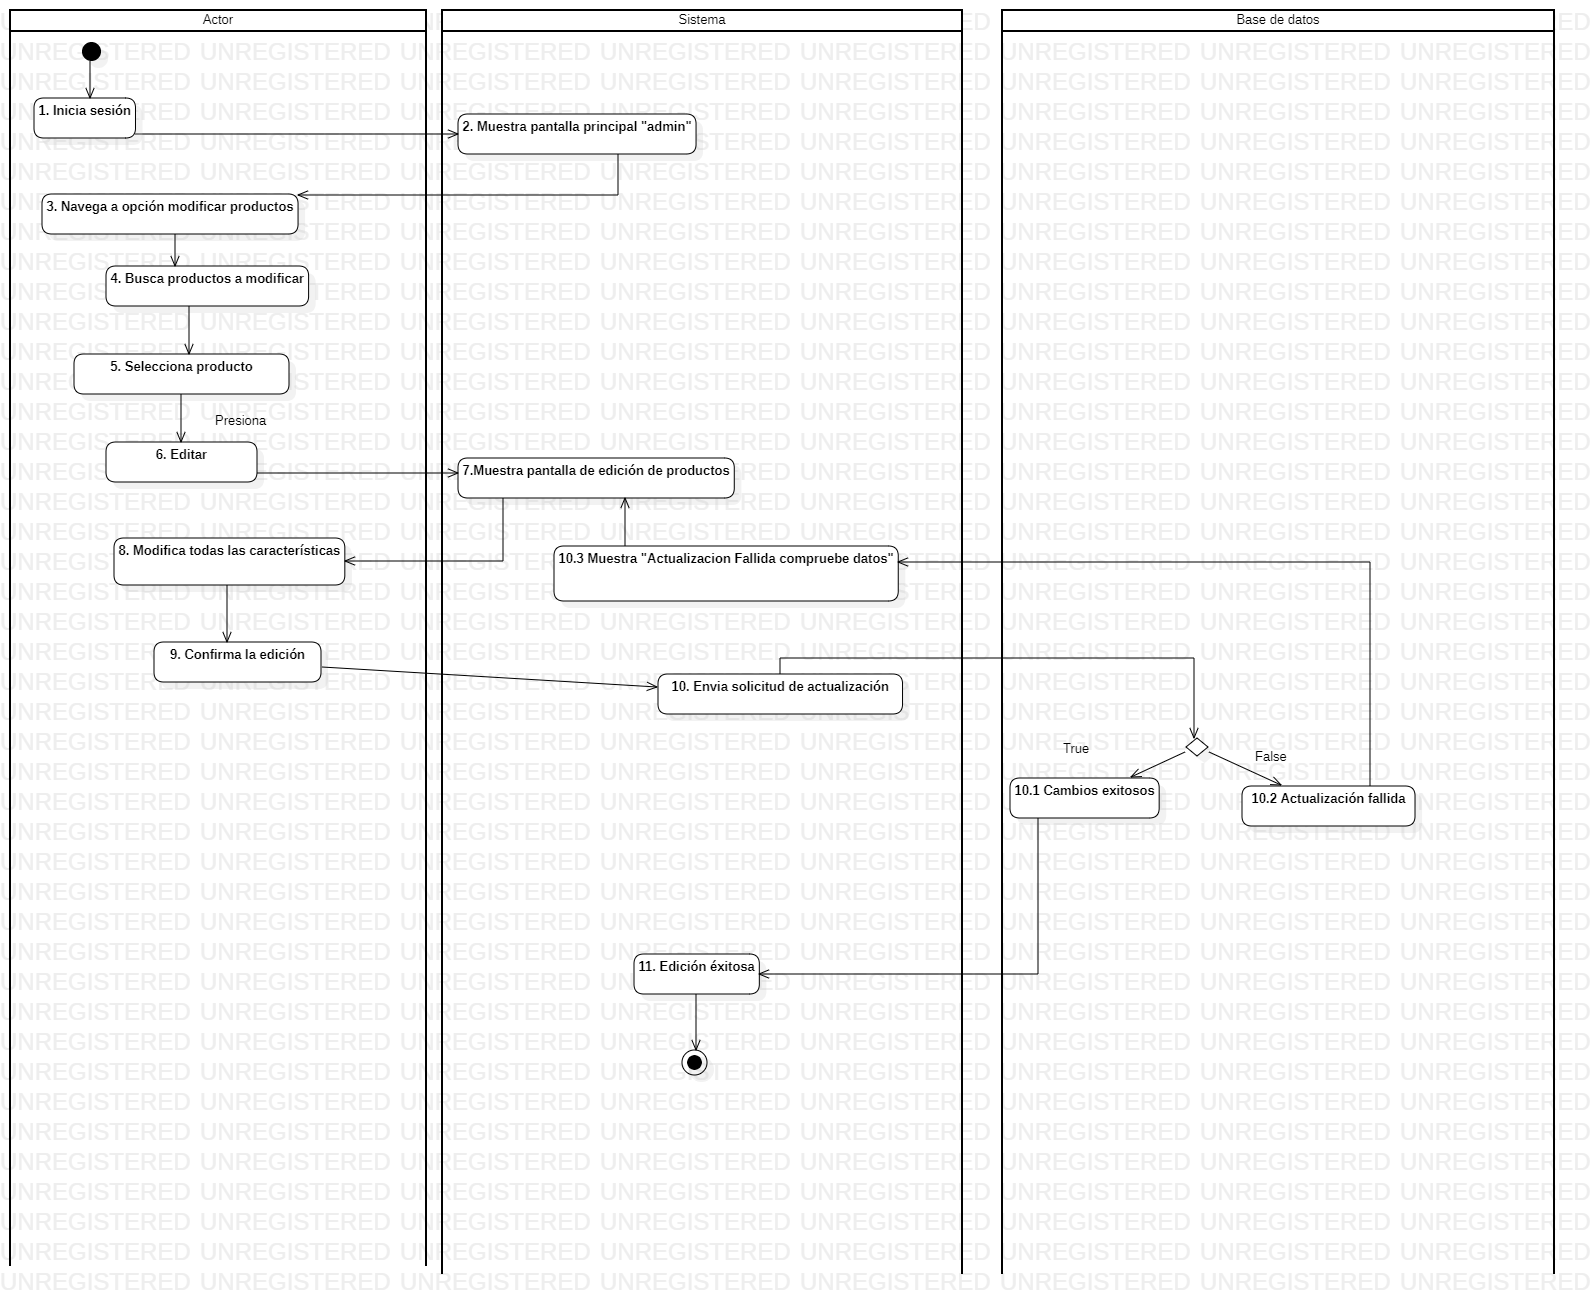 Actor
Sistema
Base de datos
1. Inicia sesión
2. Muestra pantalla principal "admin"
3. Navega a opción modificar productos
4. Busca productos a modificar
5. Selecciona producto
Presiona
6. Editar
7.Muestra pantalla de edición de productos
8. Modifica todas las características
10.3 Muestra "Actualizacion Fallida compruebe datos"
9. Confirma la edición
10. Envia solicitud de actualización
True
False
10.1 Cambios exitosos
10.2 Actualización fallida
11. Edición éxitosa
UNREGISTERED